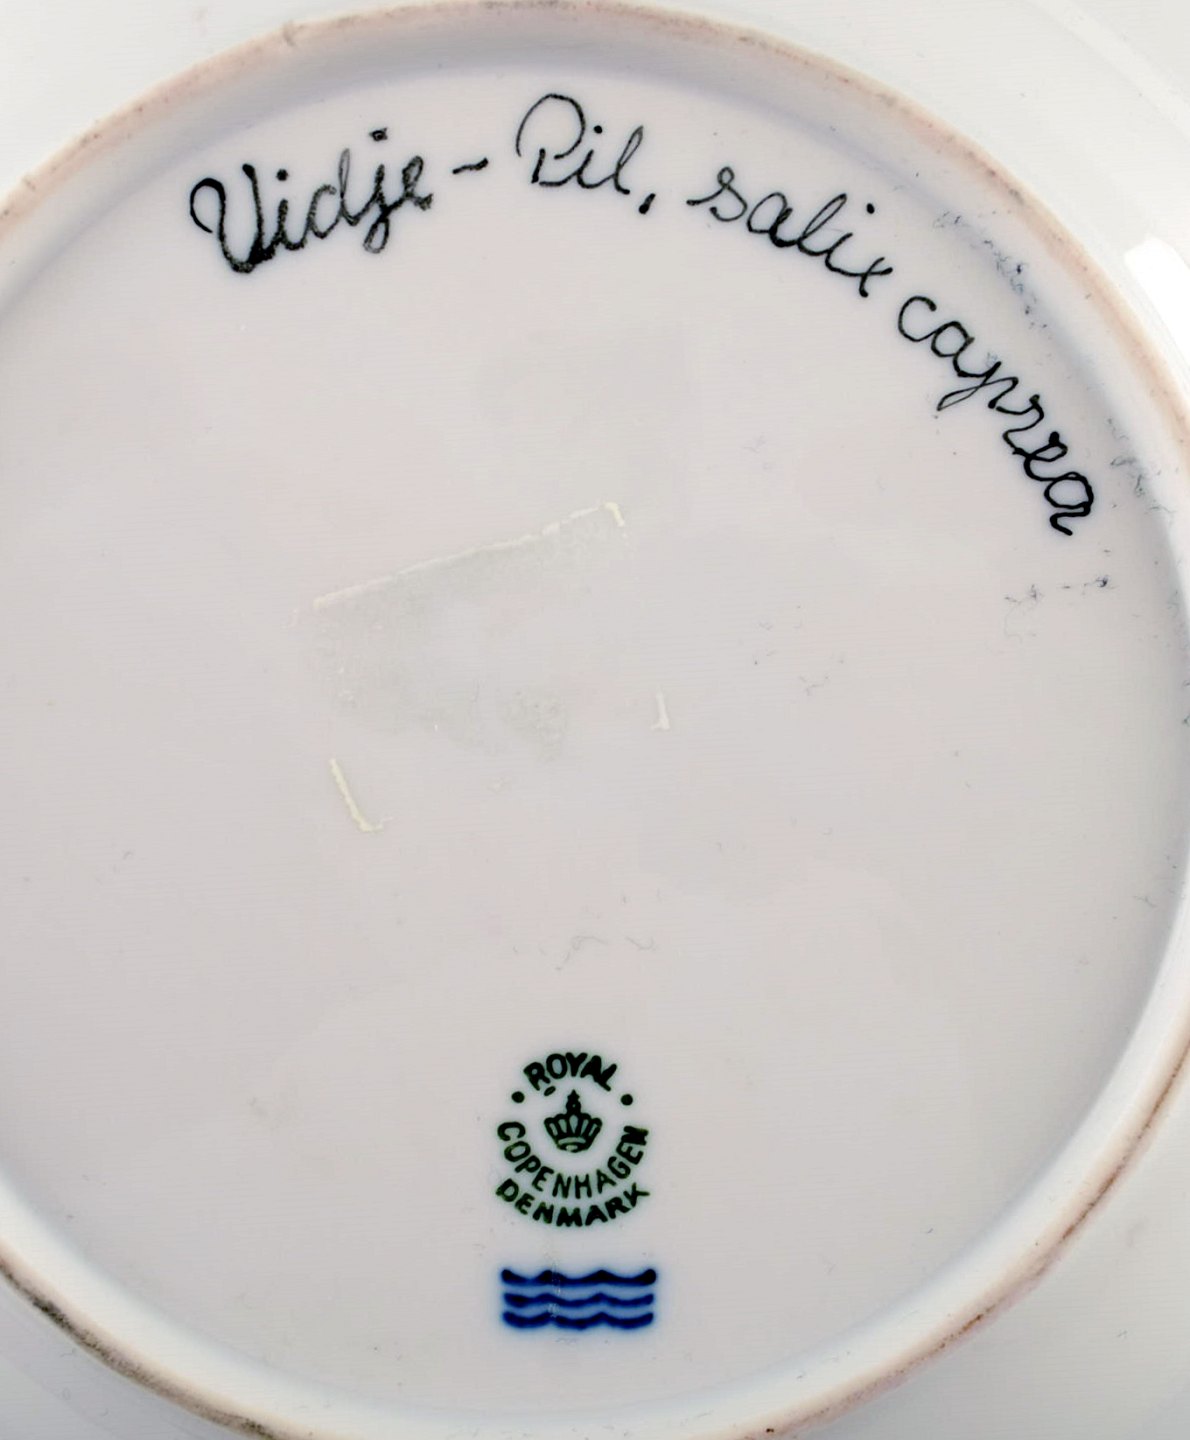 Vidje - Pil, salix caprea
ROYAL
COPENHAGEN
DENMARK